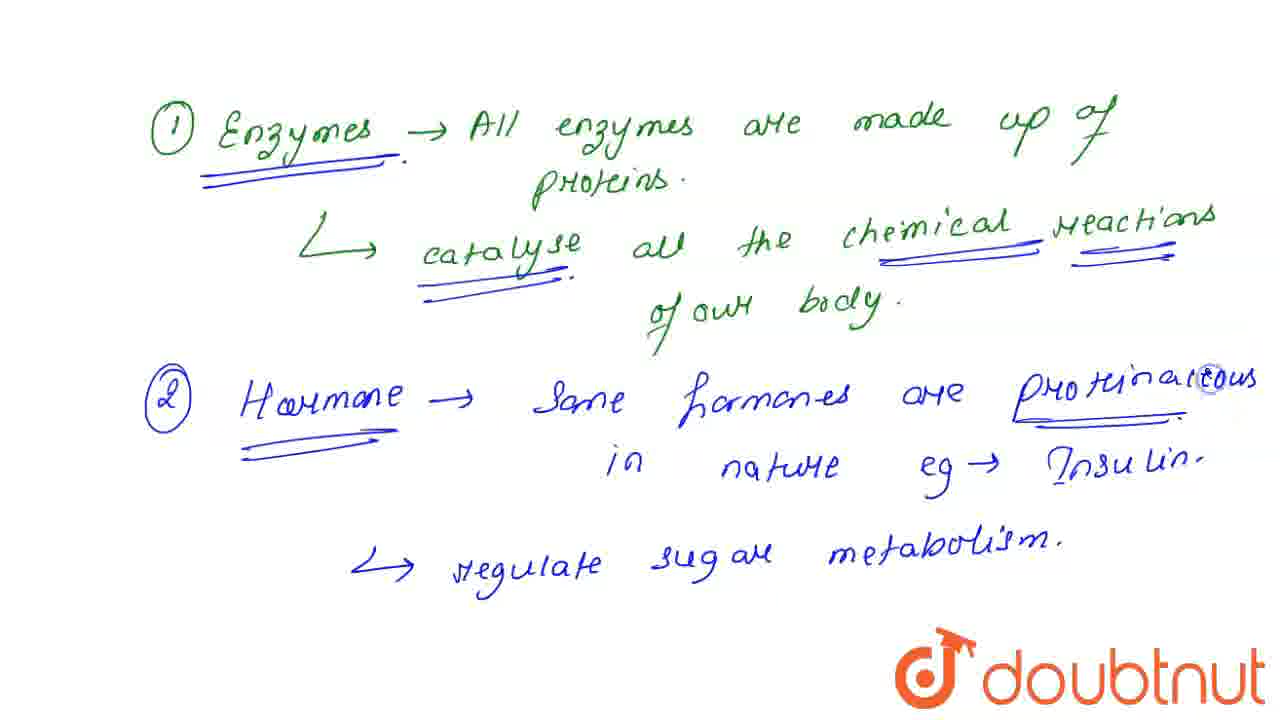 ① Enzymes → All enzymes are made up of
proteins.
↳ catalyse all the chemical reactions
of our body.
② Hormone → Some hormones are proteinaceous
in nature eg → Insulin.
↳ regulate sugar metabolism.
doubtnut